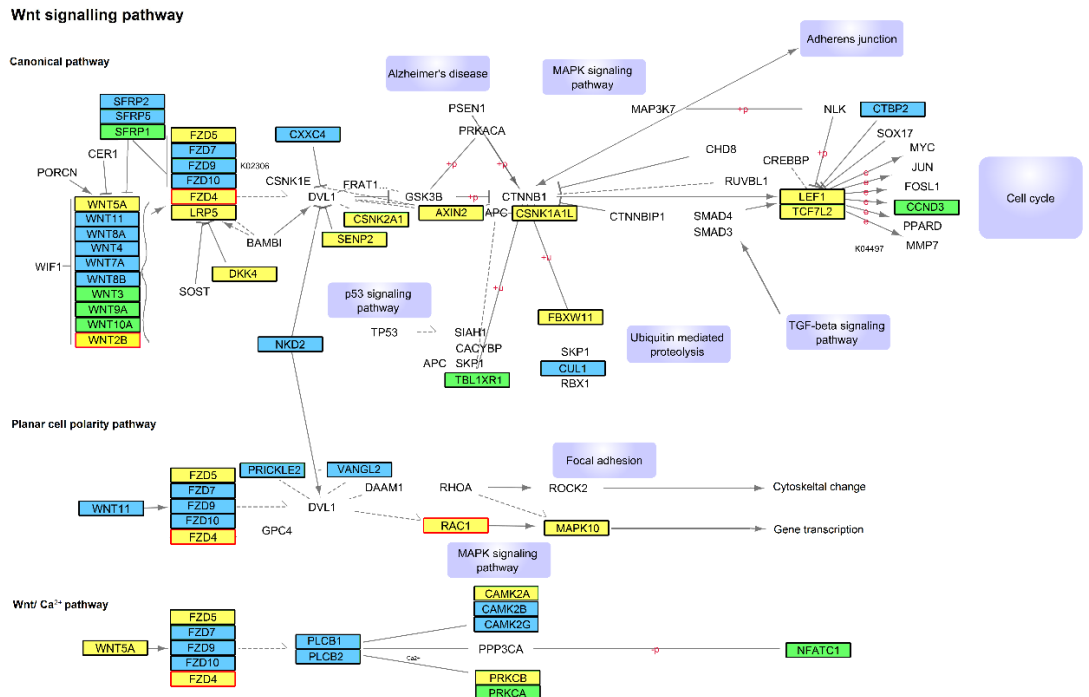 Wnt signalling pathway
Canonical pathway
Adherens junction
Alzheimer's disease
MAPK signaling
pathway
SFRP2
SFRP5
SFRP1
CER1
PORCN
FZD5
FZD7
FZD9
FZD10
K02306
FZD4
LRP5
CXXC4
CSNK1E
FRAT1...
DVL1
PSEN1
PRKACA
+p
+p
GSK3B
+p
CTNNB1
MAP3K7
+p
NLK
CTBP2
SOX17
+p
CREBBP
MYC
JUN
FOSL1
CCND3
PPARD
MMP7
e
e
e
e
e
e
K04497
Cell cycle
CHD8
RUVBL1
LEF1
TCF7L2
CSNK2A1
AXIN2
APC
CSNK1A1L
CTNNBIP1
SMAD4
SMAD3
SENP2
WNT5A
WNT11
WNT8A
WNT4
WNT7A
WNT8B
WNT3
WNT9A
WNT10A
WNT2B
WIF1
BAMBI
DKK4
SOST
+u
+u
p53 signaling
pathway
TP53
SIAH1
CACYBP
APC
SKP1
TBL1XR1
FBXW11
Ubiquitin mediated
proteolysis
SKP1
CUL1
RBX1
TGF-beta signaling
pathway
NKD2
Planar cell polarity pathway
WNT11
FZD5
FZD7
FZD9
FZD10
FZD4
PRICKLE2
VANGL2
DAAM1
DVL1
GPC4
Focal adhesion
RHOA
ROCK2
Cytoskeltal change
RAC1
MAPK10
Gene transcription
MAPK signaling
pathway
Wnt/ Ca²⁺ pathway
WNT5A
FZD5
FZD7
FZD9
FZD10
FZD4
PLCB1
PLCB2
CAMK2A
CAMK2B
CAMK2G
PPP3CA
-p
NFATC1
Ca2+
PRKCB
PRKCA